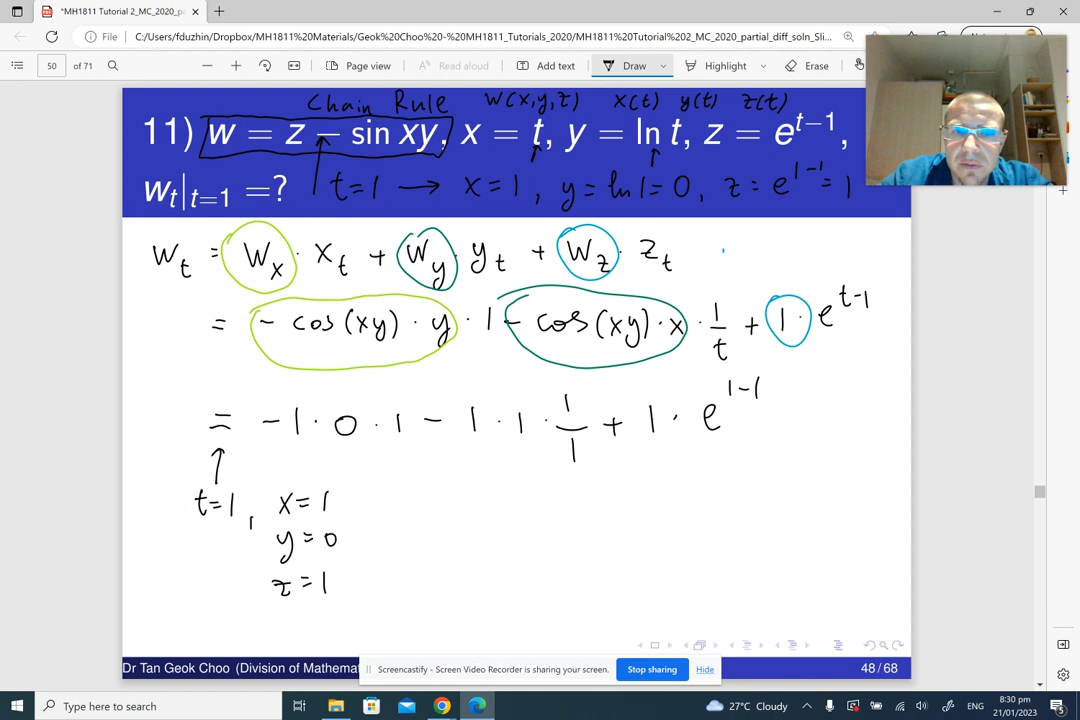 *MH1811 Tutorial 2_MC_2020_pa
File
C:/Users/fduzhin/Dropbox/MH1811%20Materials/Geok%20Choo%20-%20MH1811_Tutorials_2020/MH1811%20Tutorial%202_MC_2020_partial_diff_soln_Sli...
50 of 71
Page view
Read aloud
Add text
Draw
Highlight
Erase
Chain Rule W(x,y,z) x(t) y(t) z(t)
11) w = z − sin xy, x = t, y = ln t, z = e^{t−1},
w_t|_{t=1} =? t=1 → x=1, y=ln1=0, z=e^{1-1}=1
W_t = W_x · x_t + W_y · y_t + W_z · z_t
= - cos(xy) · y · 1 - cos(xy) · x · 1/t + 1 · e^{t-1}
= -1 · 0 · 1 - 1 · 1 · 1/1 + 1 · e^{1-1}
t=1, x=1
y=0
z=1
Dr Tan Geok Choo (Division of Mathema
48 / 68
Screencastify - Screen Video Recorder is sharing your screen.
Stop sharing
Hide
Type here to search
27°C Cloudy
ENG
8:30 pm
21/01/2023
5